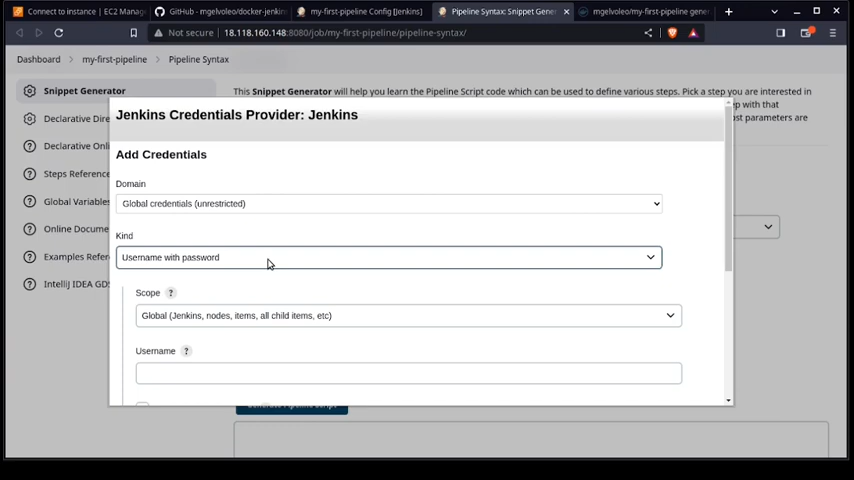 Connect to instance | EC2 Manag
GitHub - mgelvoleo/docker-jenkin
my-first-pipeline Config [Jenkins]
Pipeline Syntax: Snippet Gener
mgelvoleo/my-first-pipeline gener
Not secure
18.118.160.148:8080/job/my-first-pipeline/pipeline-syntax/
Dashboard
my-first-pipeline
Pipeline Syntax
Snippet Generator
This Snippet Generator will help you learn the Pipeline Script code which can be used to define various steps. Pick a step you are interested in
ep with that
ost parameters are
Declarative Dire
Declarative Onli
Steps Reference
Global Variables
Online Docume
Examples Refer
IntelliJ IDEA GDS
Jenkins Credentials Provider: Jenkins
Add Credentials
Domain
Global credentials (unrestricted)
Kind
Username with password
Scope ?
Global (Jenkins, nodes, items, all child items, etc)
Username ?